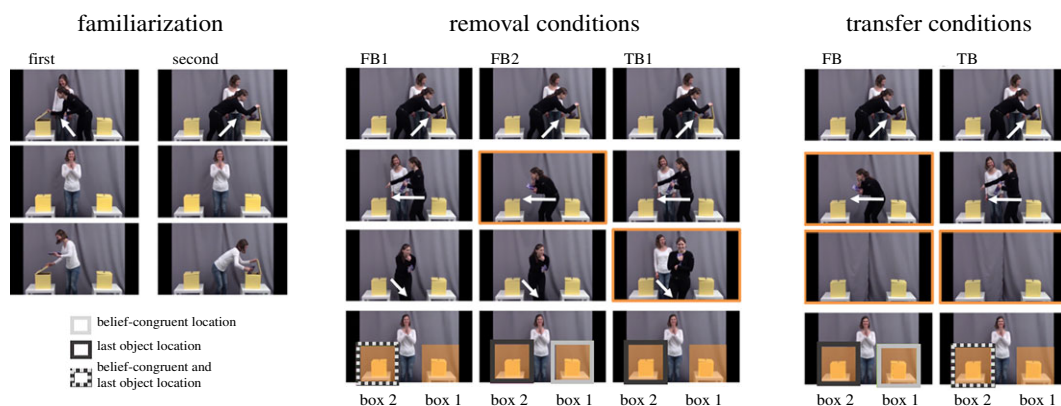 familiarization
removal conditions
transfer conditions
first
second
FB1
FB2
TB1
FB
TB
belief-congruent location
last object location
belief-congruent and
last object location
box 2
box 1
box 2
box 1
box 2
box 1
box 2
box 1
box 2
box 1